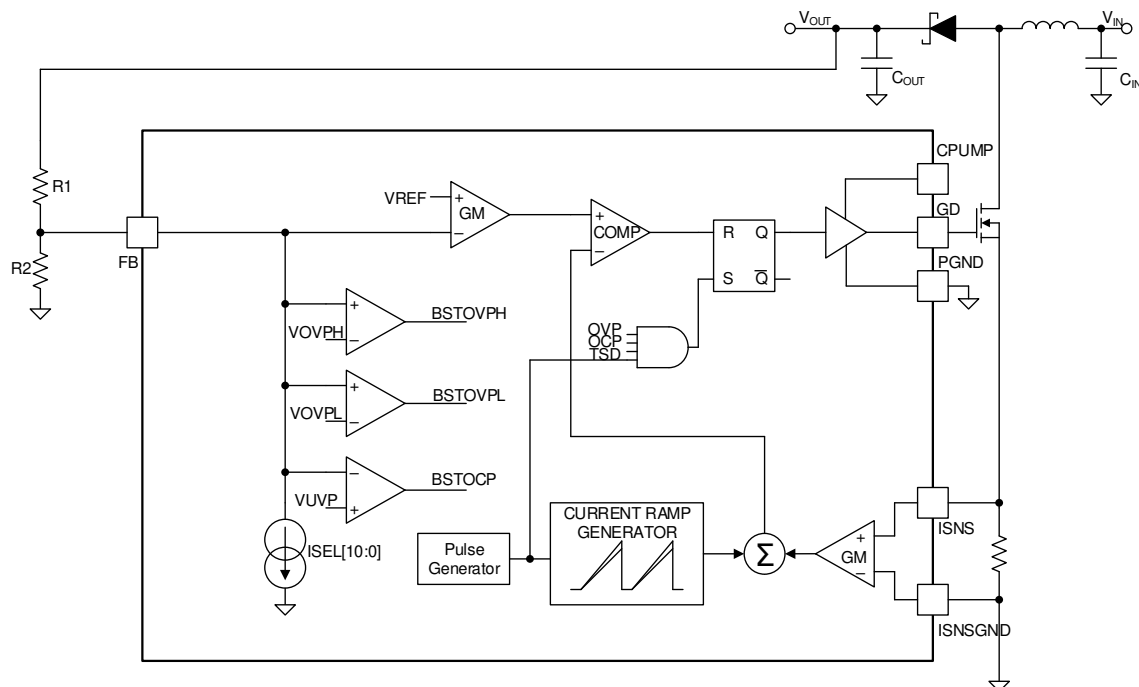 VOUT
VIN
COUT
CIN
CPUMP
R1
VREF
+
GM
−
+
COMP
−
R Q
S Q
GD
FB
R2
PGND
+
VOVPH
−
BSTOVPH
OVP
OCP
TSD
+
VOVPL
−
BSTOVPL
−
VUVP
+
BSTOCP
ISEL[10:0]
Pulse
Generator
CURRENT RAMP
GENERATOR
Σ
+
GM
−
ISNS
ISNSGND